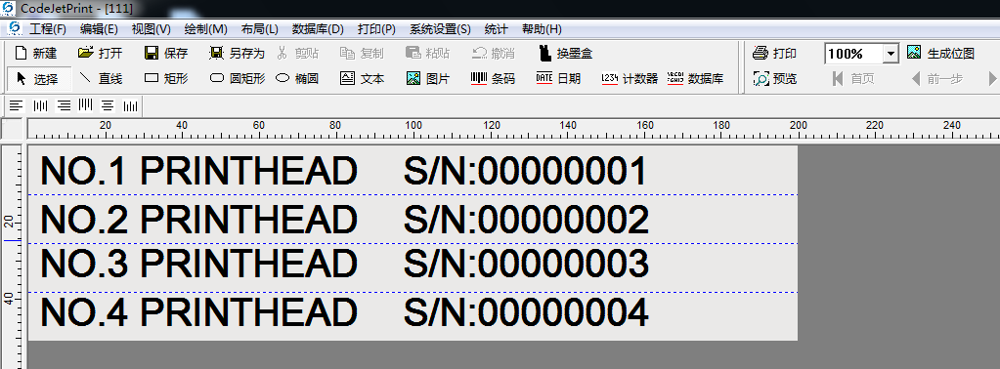 CodeJetPrint - [111]
工程(F) 编辑(E) 视图(V) 绘制(M) 布局(L) 数据库(D) 打印(P) 系统设置(S) 统计 帮助(H)
新建 打开 保存 另存为 剪贴 复制 粘贴 撤消 换墨盒 打印 100% 生成位图
选择 直线 矩形 圆矩形 椭圆 文本 图片 条码 DATE 日期 1234 计数器 数据库 预览 首页 前一步
20 40 60 80 100 120 140 160 180 200 220 240
NO.1 PRINTHEAD S/N:00000001
20
NO.2 PRINTHEAD S/N:00000002
NO.3 PRINTHEAD S/N:00000003
40
NO.4 PRINTHEAD S/N:00000004